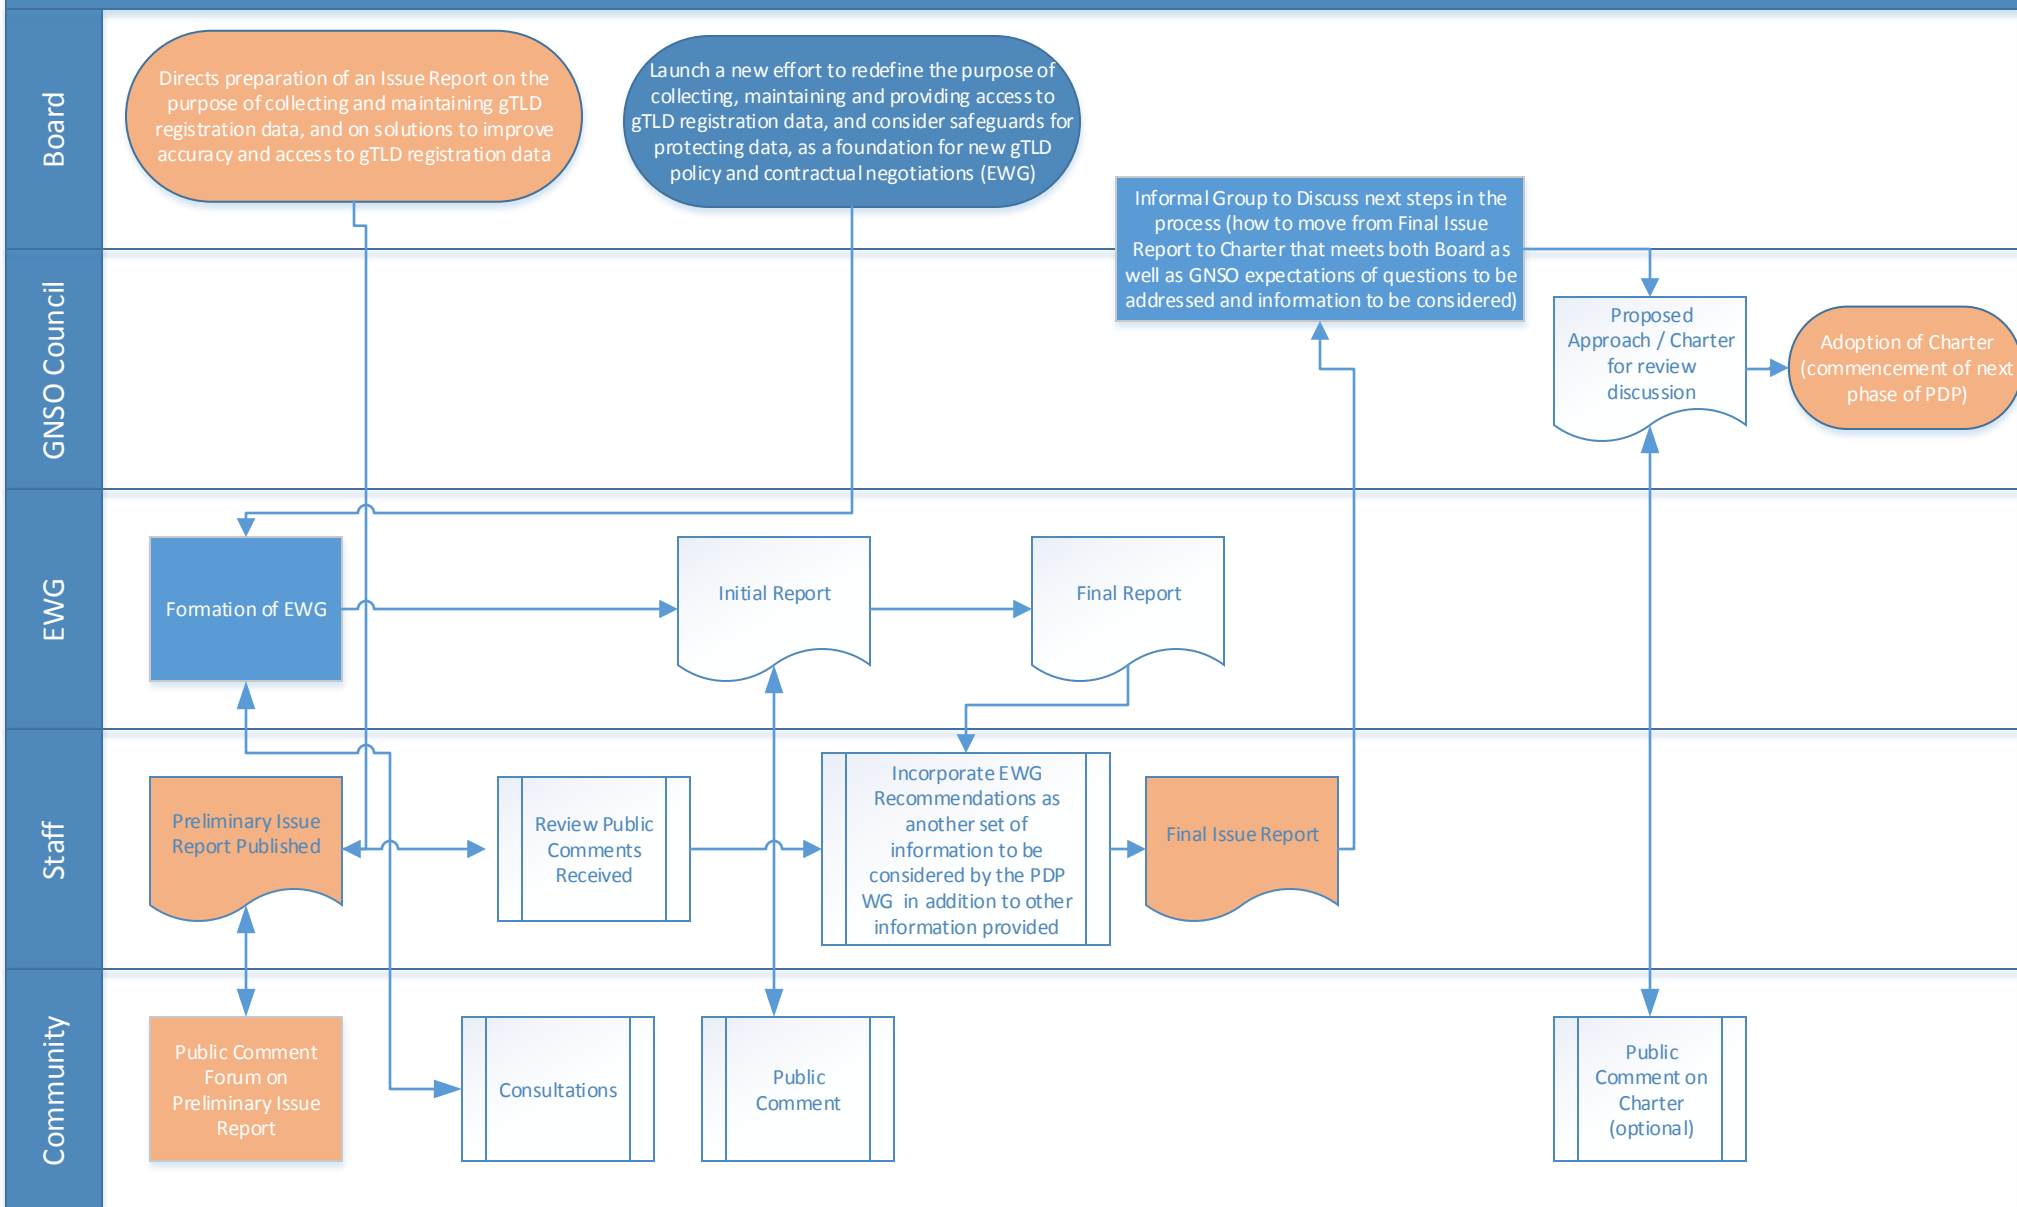 Board
Directs preparation of an Issue Report on the
purpose of collecting and maintaining gTLD
registration data, and on solutions to improve
accuracy and access to gTLD registration data
Launch a new effort to redefine the purpose of
collecting, maintaining and providing access to
gTLD registration data, and consider safeguards for
protecting data, as a foundation for new gTLD
policy and contractual negotiations (EWG)
Informal Group to Discuss next steps in the
process (how to move from Final Issue
Report to Charter that meets both Board as
well as GNSO expectations of questions to be
addressed and information to be considered)
GNSO Council
Proposed
Approach / Charter
for review
discussion
Adoption of Charter
(commencement of next
phase of PDP)
EWG
Formation of EWG
Initial Report
Final Report
Staff
Preliminary Issue
Report Published
Review Public
Comments
Received
Incorporate EWG
Recommendations as
another set of
information to be
considered by the PDP
WG in addition to other
information provided
Final Issue Report
Community
Public Comment
Forum on
Preliminary Issue
Report
Consultations
Public
Comment
Public
Comment on
Charter
(optional)